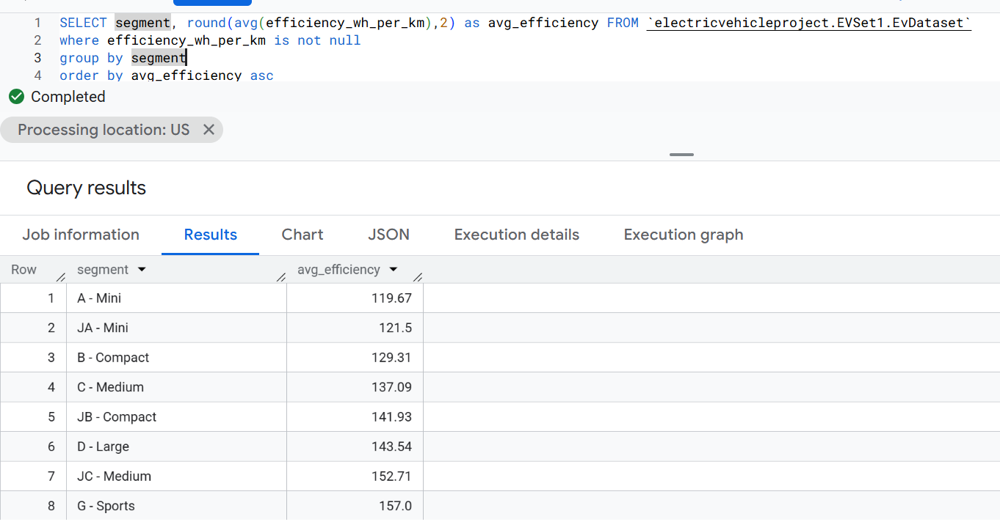 1 SELECT segment, round(avg(efficiency_wh_per_km),2) as avg_efficiency FROM `electricvehicleproject.EVSet1.EvDataset`
2 where efficiency_wh_per_km is not null
3 group by segment
4 order by avg_efficiency asc
Completed
Processing location: US
Query results
Job information Results Chart JSON Execution details Execution graph
Row segment avg_efficiency
1 A - Mini 119.67
2 JA - Mini 121.5
3 B - Compact 129.31
4 C - Medium 137.09
5 JB - Compact 141.93
6 D - Large 143.54
7 JC - Medium 152.71
8 G - Sports 157.0